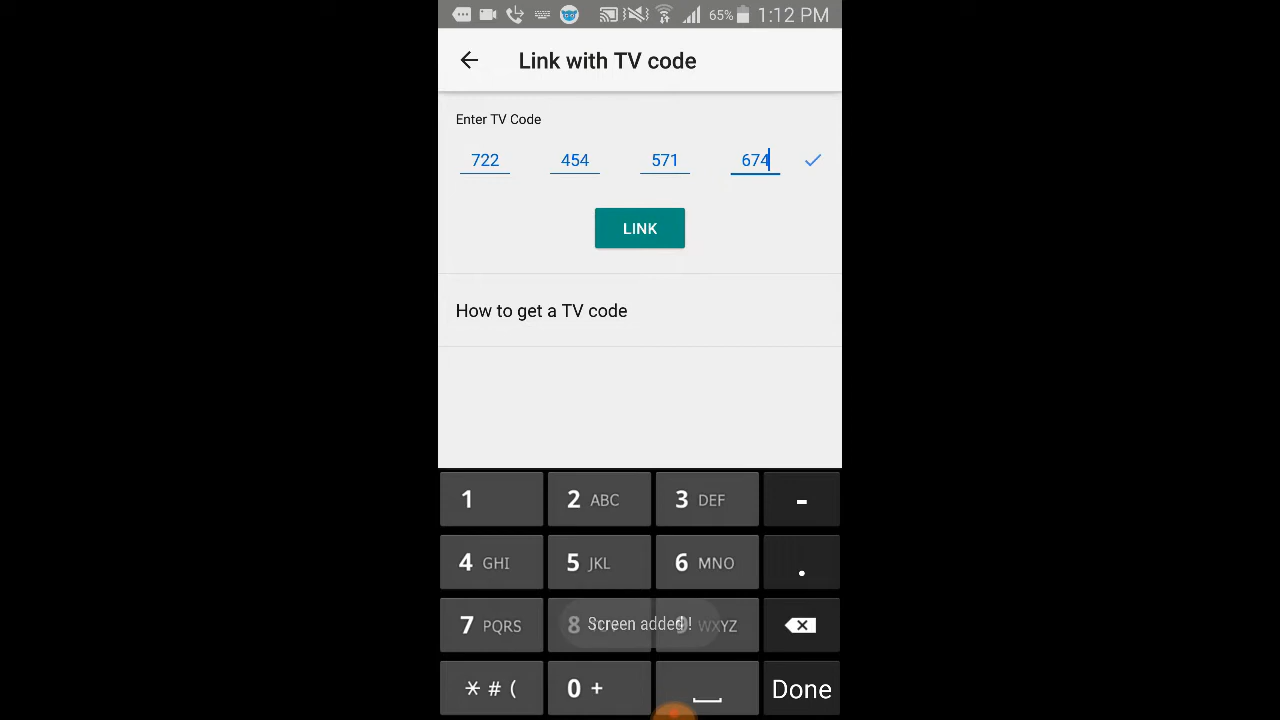 65% 1:12 PM
Link with TV code
Enter TV Code
722 454 571 674
LINK
How to get a TV code
1 2 ABC 3 DEF -
4 GHI 5 JKL 6 MNO .
7 PQRS 8 9 WXYZ
Screen added !
* # ( 0 + Done